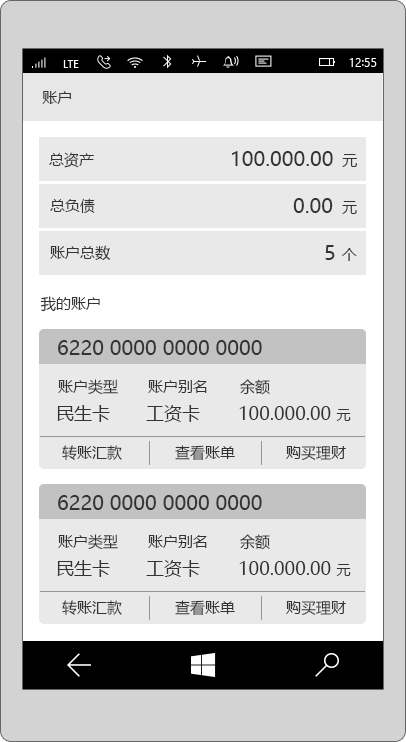 LTE 12:55
账户
总资产 100.000.00 元
总负债 0.00 元
账户总数 5 个
我的账户
6220 0000 0000 0000
账户类型 账户别名 余额
民生卡 工资卡 100.000.00 元
转账汇款 查看账单 购买理财
6220 0000 0000 0000
账户类型 账户别名 余额
民生卡 工资卡 100.000.00 元
转账汇款 查看账单 购买理财